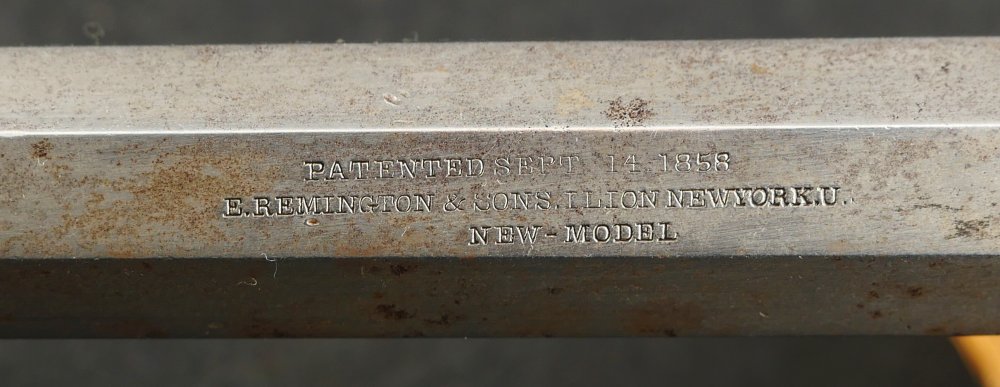 PATENTED SEPT 14. 1858
E. REMINGTON & SONS. ILION NEWYORK. U.
NEW-MODEL